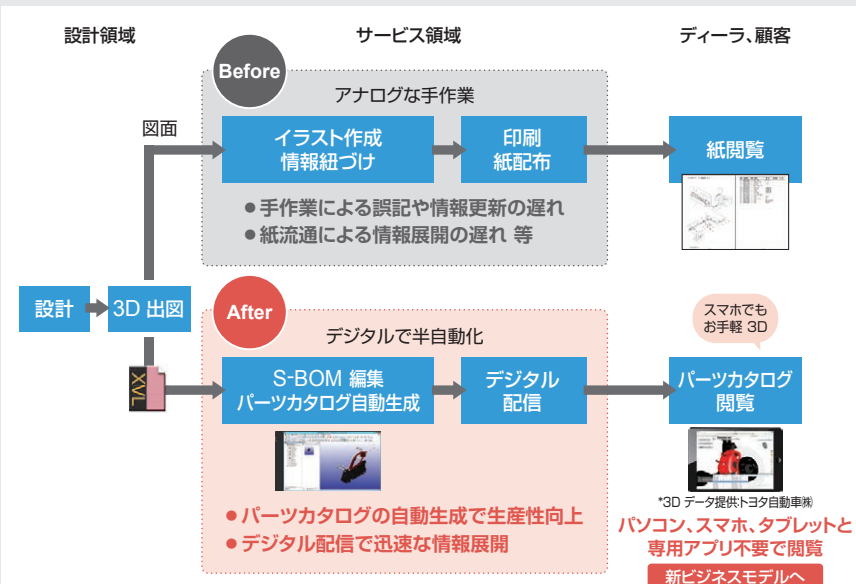 設計領域
サービス領域
ディーラ、顧客
Before
アナログな手作業
図面
イラスト作成
情報紐づけ
印刷
紙配布
紙閲覧
●手作業による誤記や情報更新の遅れ
●紙流通による情報展開の遅れ 等
設計
3D 出図
After
デジタルで半自動化
スマホでも
お手軽 3D
XVL
S-BOM 編集
パーツカタログ自動生成
デジタル
配信
パーツカタログ
閲覧
*3D データ提供:トヨタ自動車㈱
●パーツカタログの自動生成で生産性向上
●デジタル配信で迅速な情報展開
パソコン、スマホ、タブレットと
専用アプリ不要で閲覧
新ビジネスモデルへ